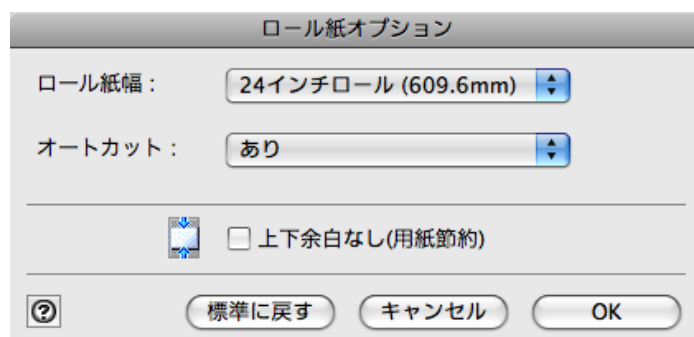 ロール紙オプション
ロール紙幅： 24インチロール (609.6mm)
オートカット： あり
上下余白なし(用紙節約)
? 標準に戻す キャンセル OK